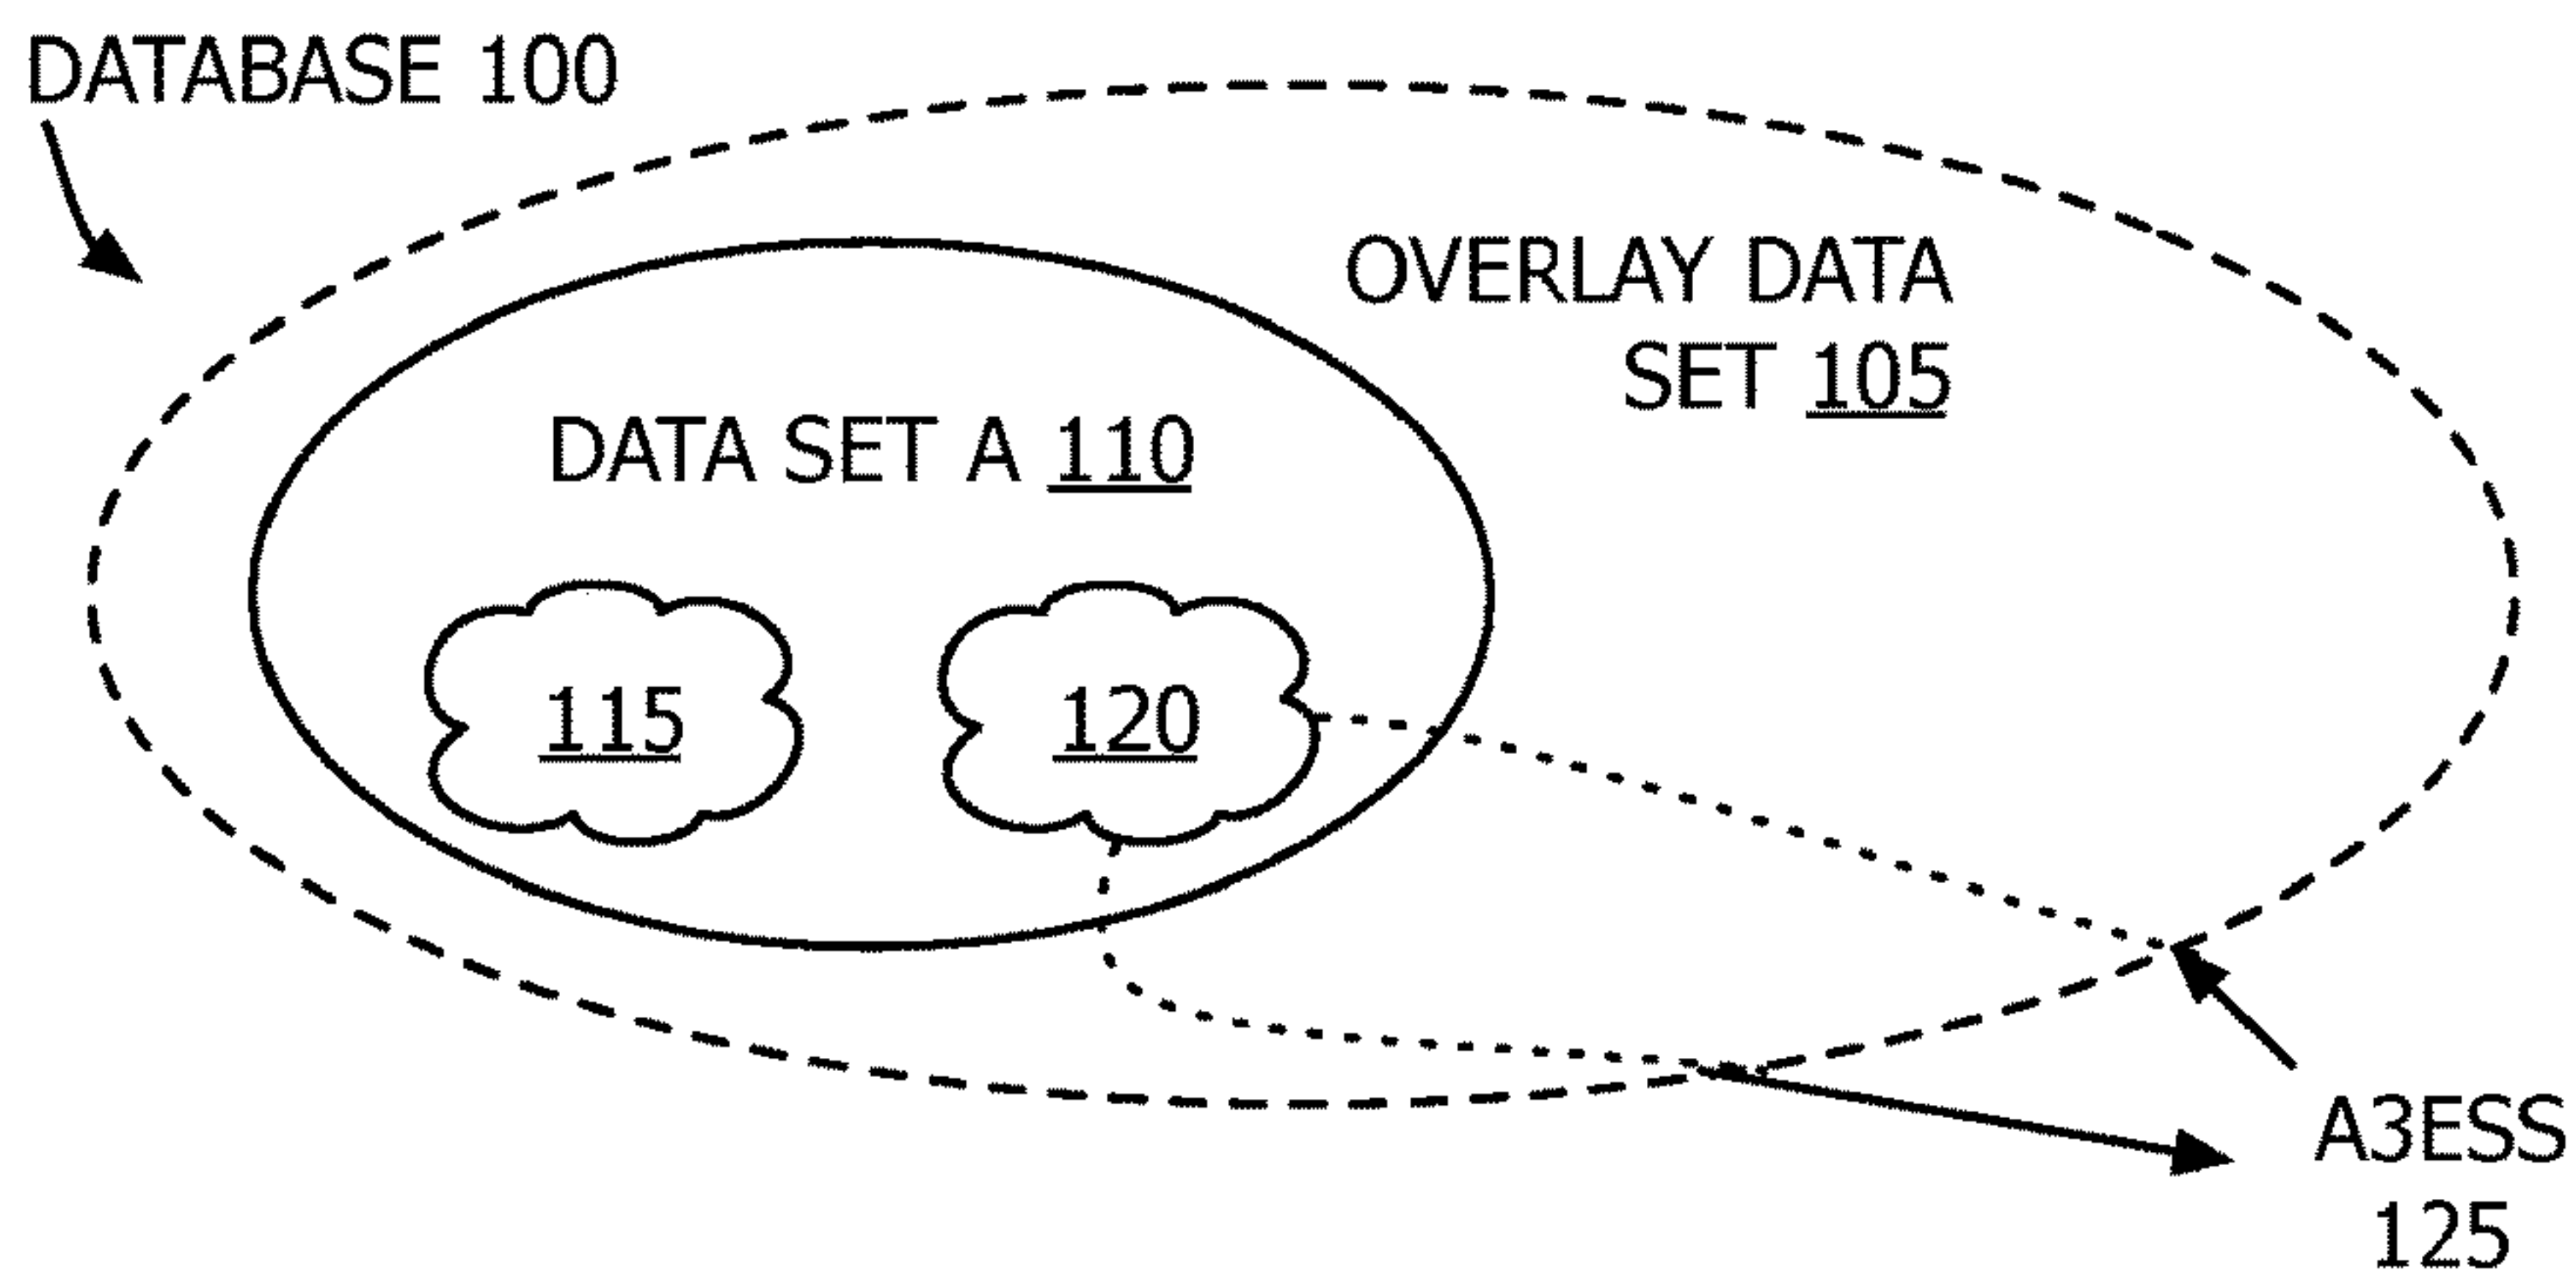 DATABASE 100
OVERLAY DATA
SET 105
DATA SET A 110
115
120
A3ESS
125